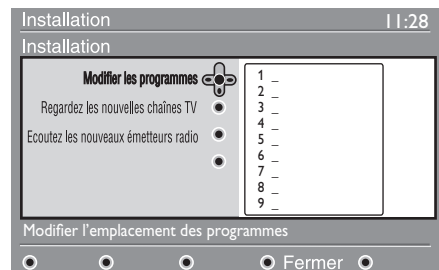 Installation 11:28
Installation
Modifier les programmes
Regardez les nouvelles chaînes TV
Ecoutez les nouveaux émetteurs radio
1 _
2 _
3 _
4 _
5 _
6 _
7 _
8 _
9 _
Modifier l'emplacement des programmes
Fermer